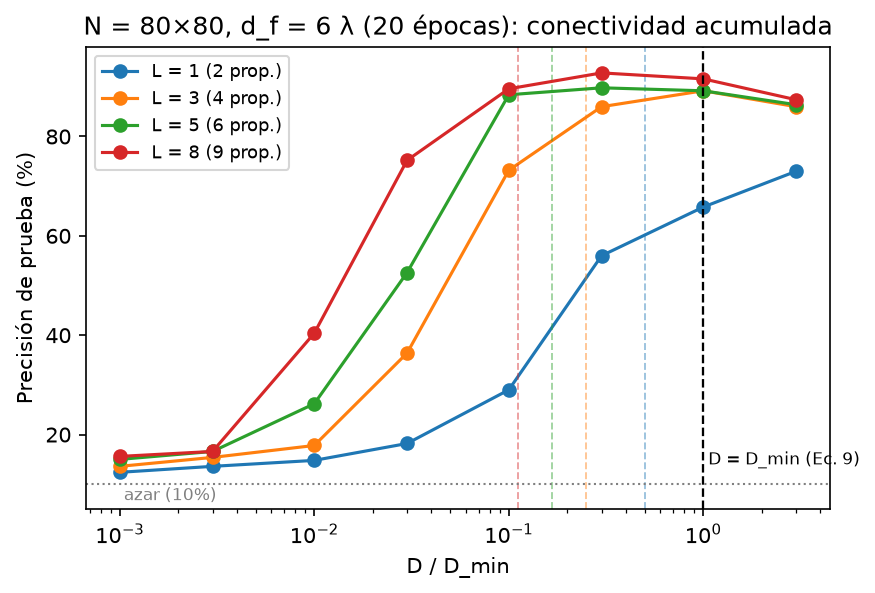 N = 80×80, d_f = 6 λ (20 épocas): conectividad acumulada
L = 1 (2 prop.)
L = 3 (4 prop.)
L = 5 (6 prop.)
L = 8 (9 prop.)
Precisión de prueba (%)
80
60
40
20
D = D_min (Ec. 9)
azar (10%)
10⁻³
10⁻²
10⁻¹
10⁰
D / D_min